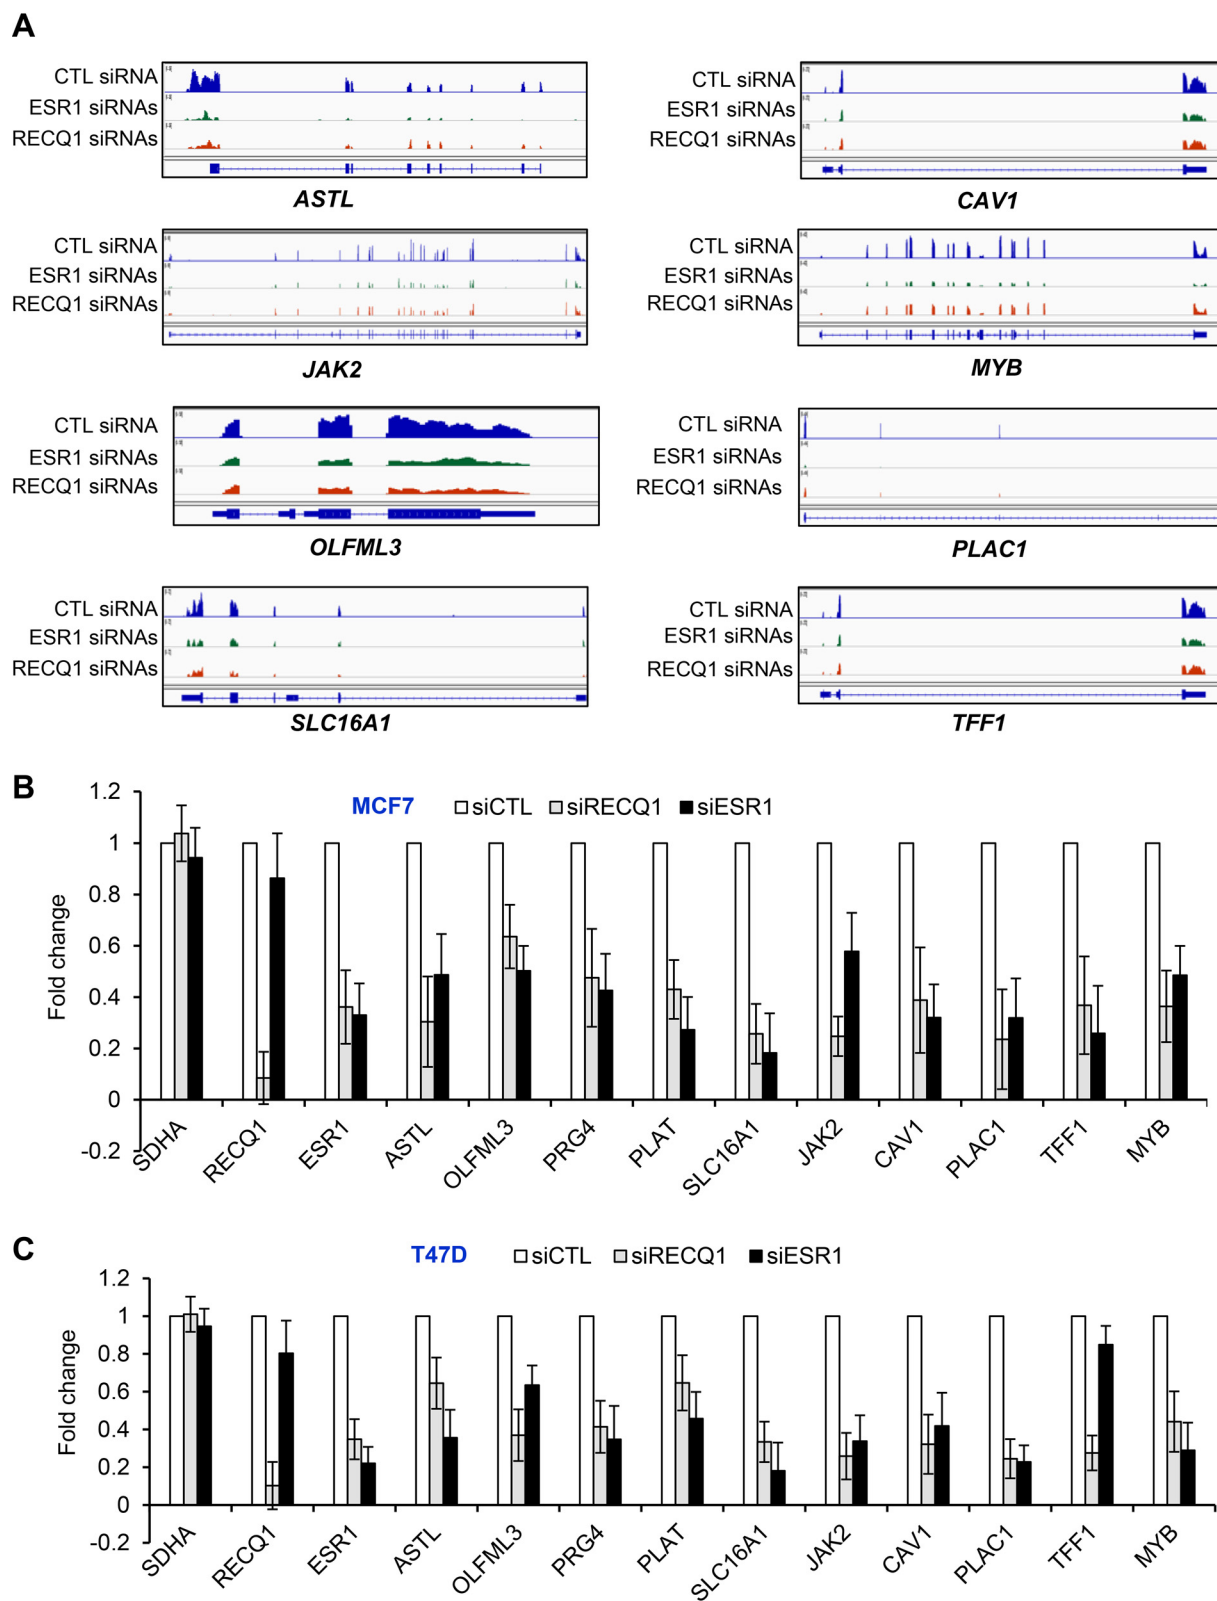 A
CTL siRNA
ESR1 siRNAs
RECQ1 siRNAs
ASTL
CTL siRNA
ESR1 siRNAs
RECQ1 siRNAs
CAV1
CTL siRNA
ESR1 siRNAs
RECQ1 siRNAs
JAK2
CTL siRNA
ESR1 siRNAs
RECQ1 siRNAs
MYB
CTL siRNA
ESR1 siRNAs
RECQ1 siRNAs
OLFML3
CTL siRNA
ESR1 siRNAs
RECQ1 siRNAs
PLAC1
CTL siRNA
ESR1 siRNAs
RECQ1 siRNAs
SLC16A1
CTL siRNA
ESR1 siRNAs
RECQ1 siRNAs
TFF1
B
MCF7 siCTL siRECQ1 siESR1
Fold change
1.2
1
0.8
0.6
0.4
0.2
0
-0.2
SDHA RECQ1 ESR1 ASTL OLFML3 PRG4 PLAT SLC16A1 JAK2 CAV1 PLAC1 TFF1 MYB
C
T47D siCTL siRECQ1 siESR1
Fold change
1.2
1
0.8
0.6
0.4
0.2
0
-0.2
SDHA RECQ1 ESR1 ASTL OLFML3 PRG4 PLAT SLC16A1 JAK2 CAV1 PLAC1 TFF1 MYB